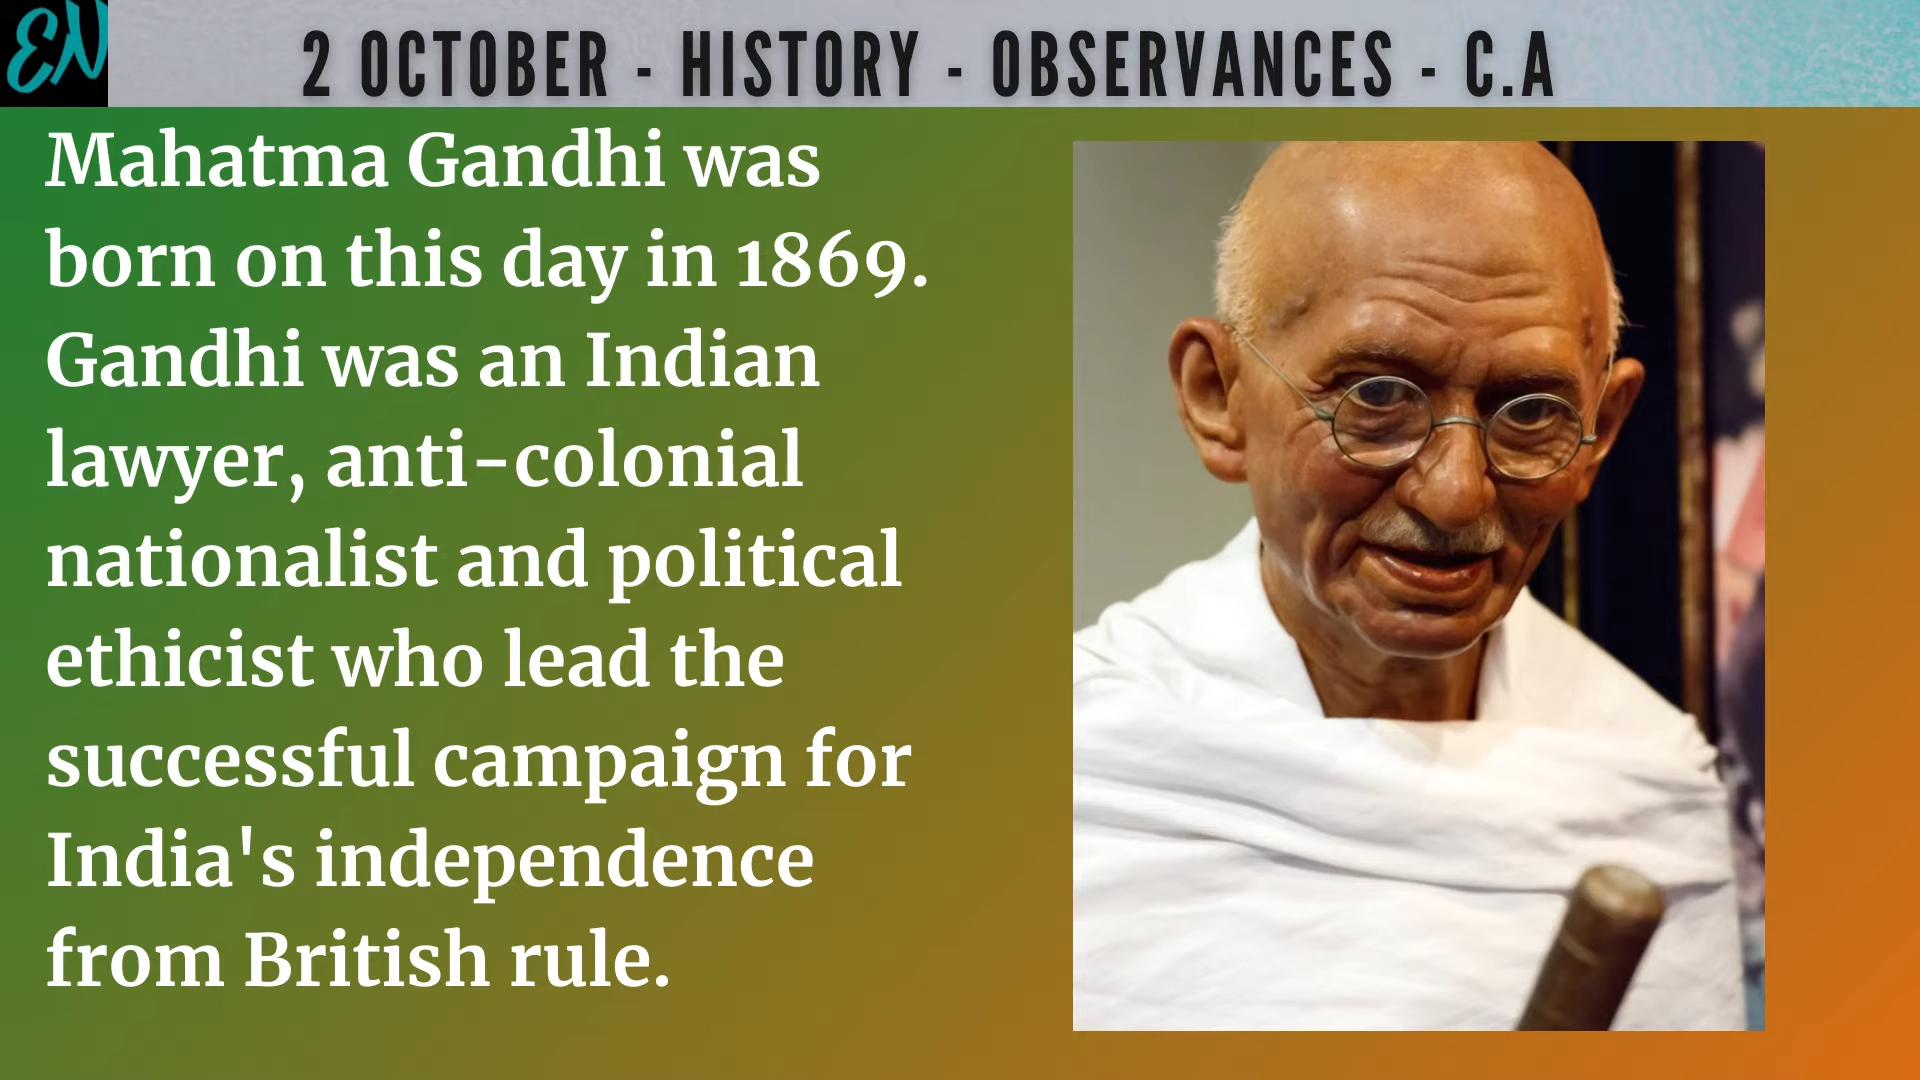 EN
2 OCTOBER - HISTORY - OBSERVANCES - C.A
Mahatma Gandhi was
born on this day in 1869.
Gandhi was an Indian
lawyer, anti-colonial
nationalist and political
ethicist who lead the
successful campaign for
India's independence
from British rule.